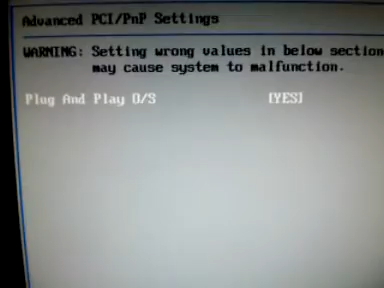 Advanced PCI/PnP Settings
WARNING: Setting wrong values in below section
may cause system to malfunction.
Plug And Play O/S [YES]